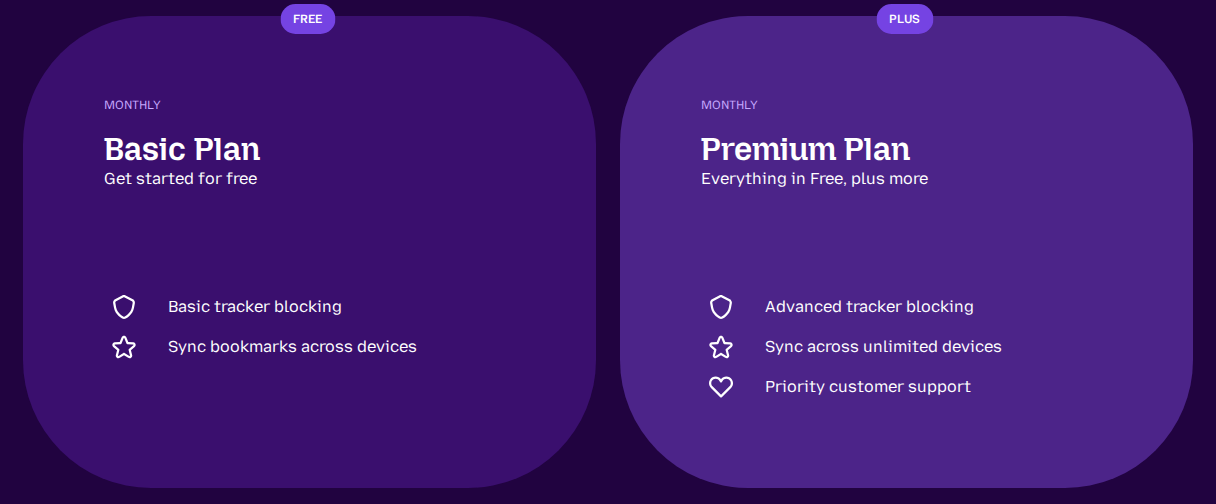 FREE
MONTHLY
Basic Plan
Get started for free
Basic tracker blocking
Sync bookmarks across devices
PLUS
MONTHLY
Premium Plan
Everything in Free, plus more
Advanced tracker blocking
Sync across unlimited devices
Priority customer support